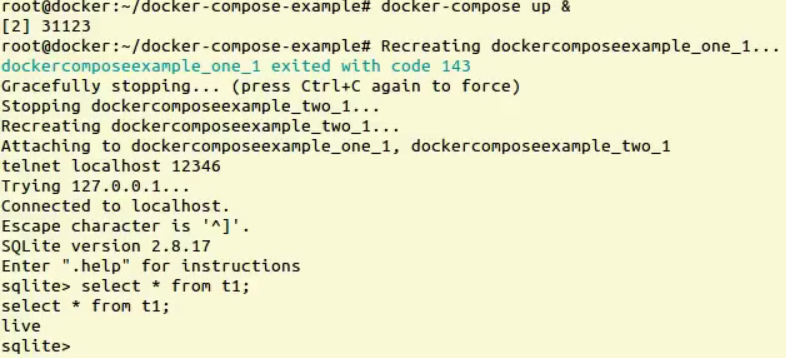 root@docker:~/docker-compose-example# docker-compose up &
[2] 31123
root@docker:~/docker-compose-example# Recreating dockercomposeexample_one_1...
dockercomposeexample_one_1 exited with code 143
Gracefully stopping... (press Ctrl+C again to force)
Stopping dockercomposeexample_two_1...
Recreating dockercomposeexample_two_1...
Attaching to dockercomposeexample_one_1, dockercomposeexample_two_1
telnet localhost 12346
Trying 127.0.0.1...
Connected to localhost.
Escape character is '^]'.
SQLite version 2.8.17
Enter ".help" for instructions
sqlite> select * from t1;
select * from t1;
live
sqlite>